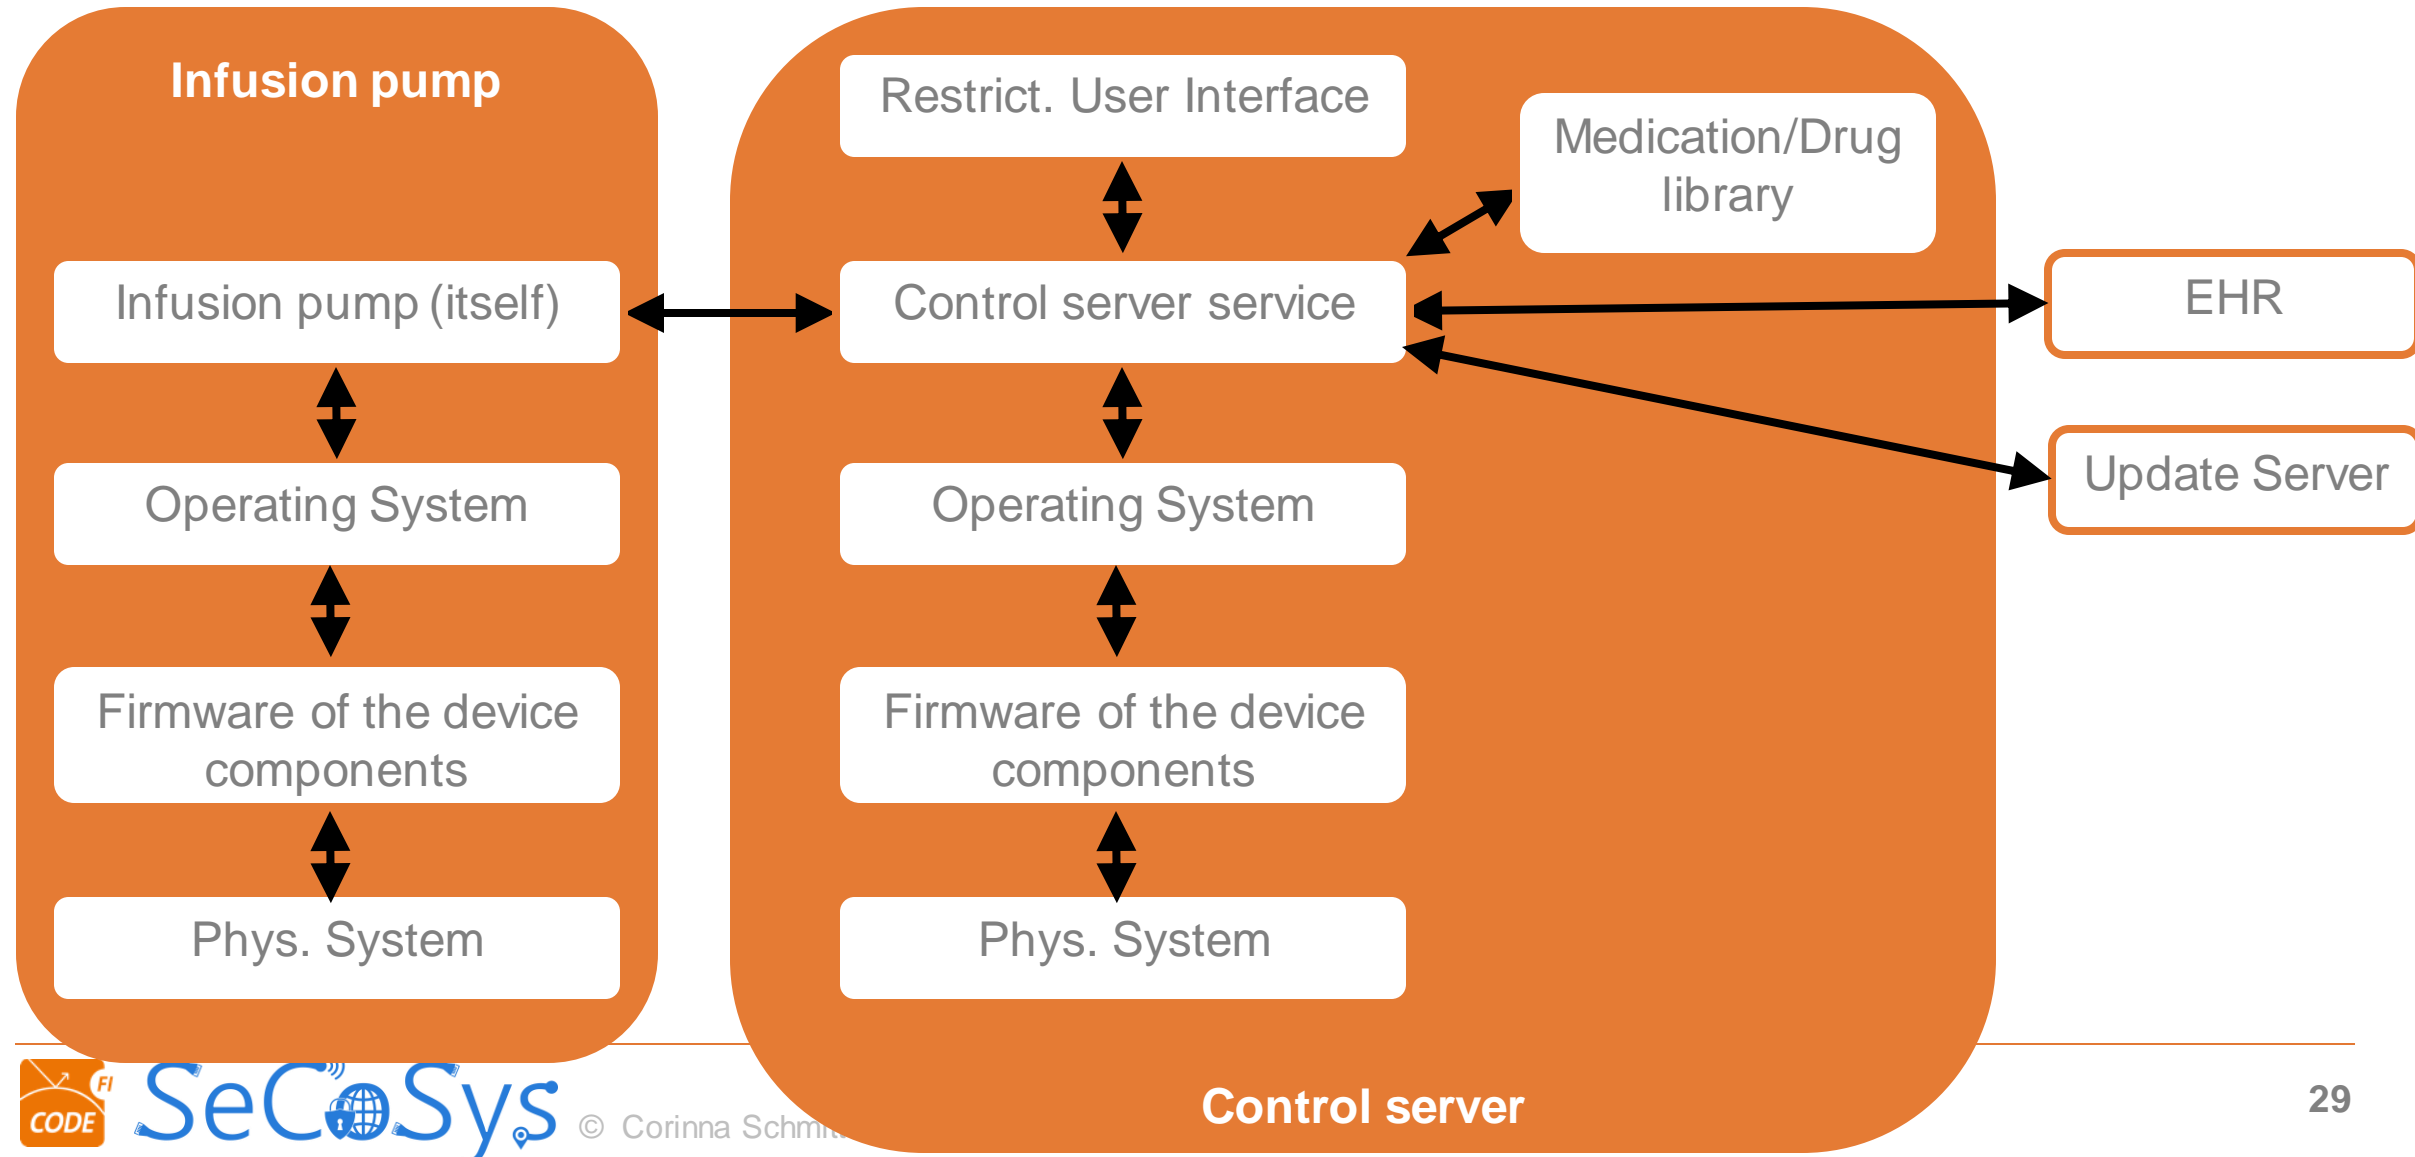 Infusion pump
Infusion pump (itself)
Operating System
Firmware of the device
components
Phys. System
Restrict. User Interface
Medication/Drug
library
Control server service
Operating System
Firmware of the device
components
Phys. System
Control server
EHR
Update Server
FI
CODE
SeCoSys
© Corinna
29